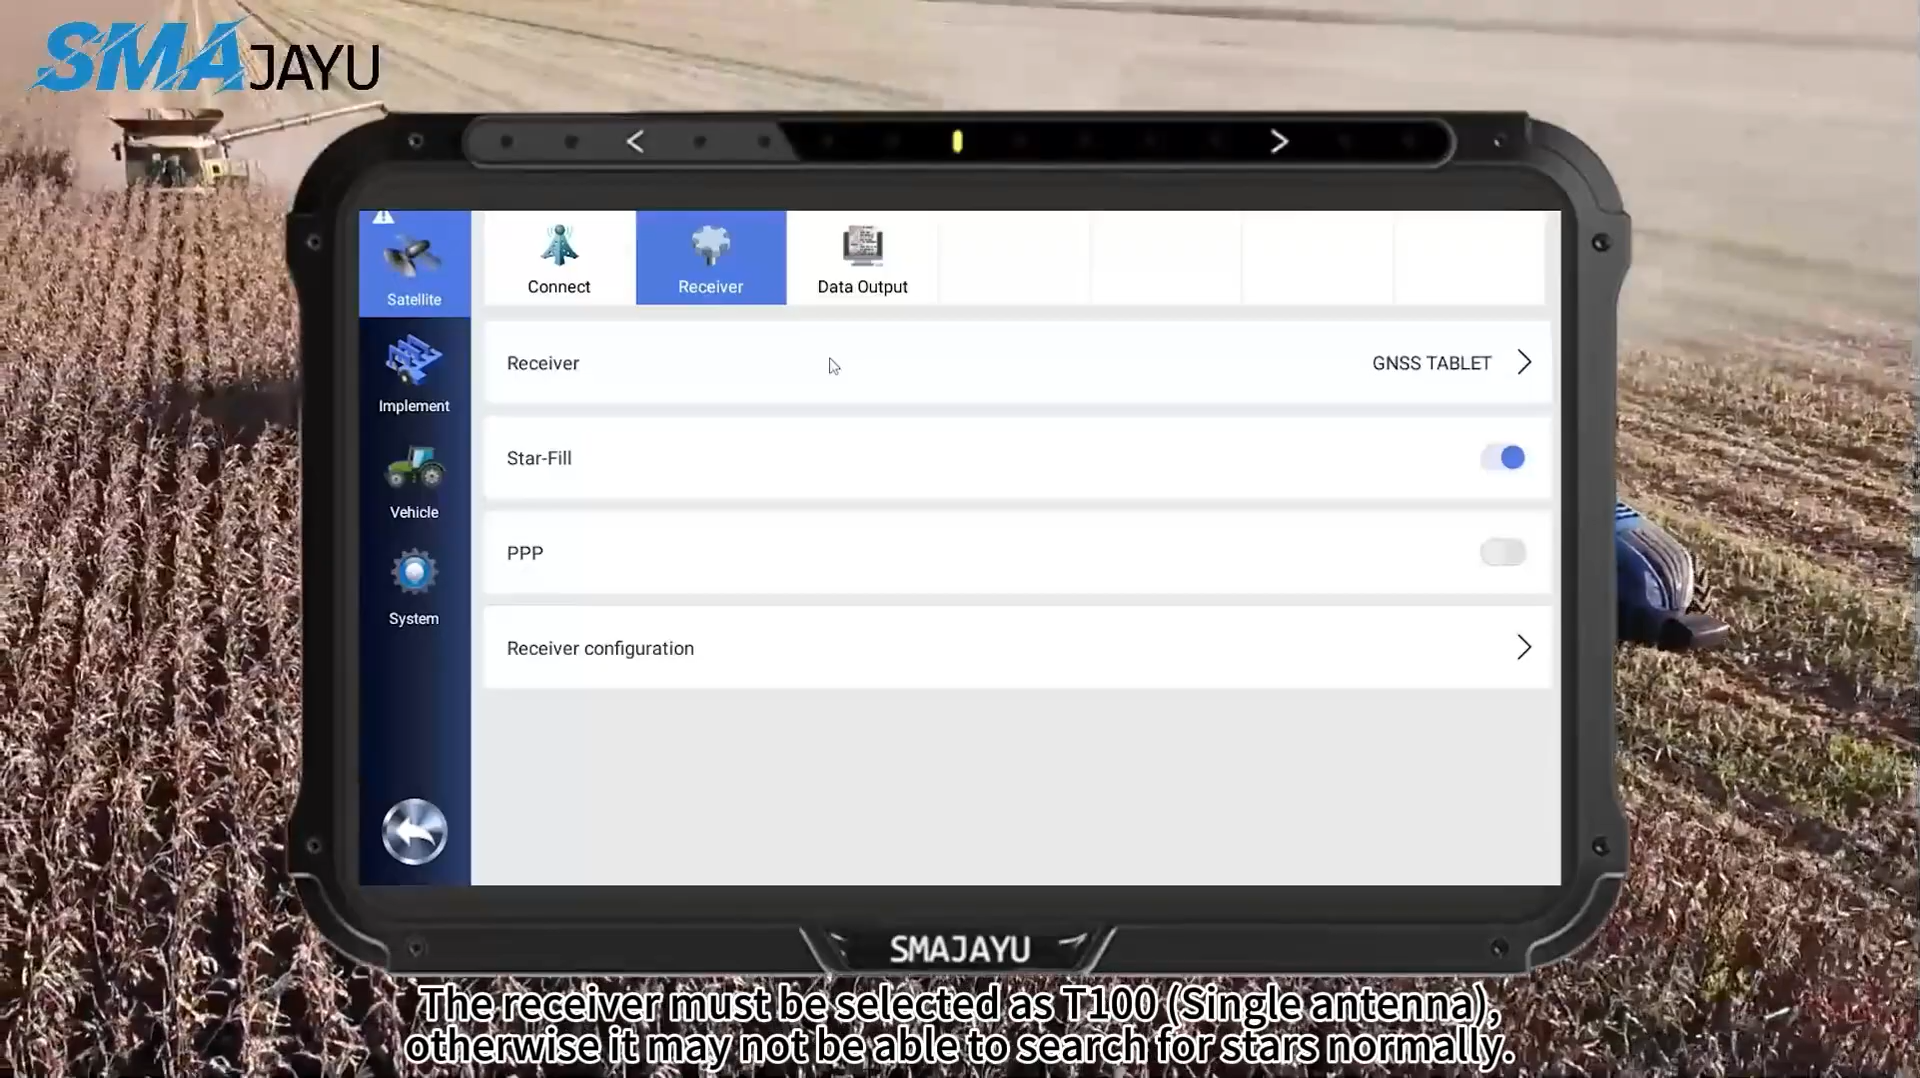 SMAJAYU
Satellite
Connect
Receiver
Data Output
Receiver
GNSS TABLET
Star-Fill
PPP
Receiver configuration
Implement
Vehicle
System
SMAJAYU
The receiver must be selected as T100 (Single antenna),
otherwise it may not be able to search for stars normally.